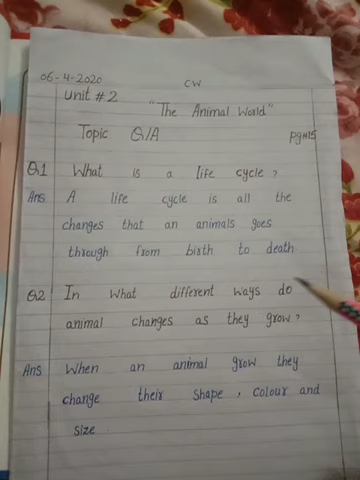 06-4-2020 CW
Unit #2
"The Animal World"
Topic Q/A pg#15
Q1 What is a life cycle?
Ans A life cycle is all the
changes that an animals goes
through from birth to death
Q2 In What different ways do
animal changes as they grow?
Ans When an animal grow they
change their shape, colour and
size